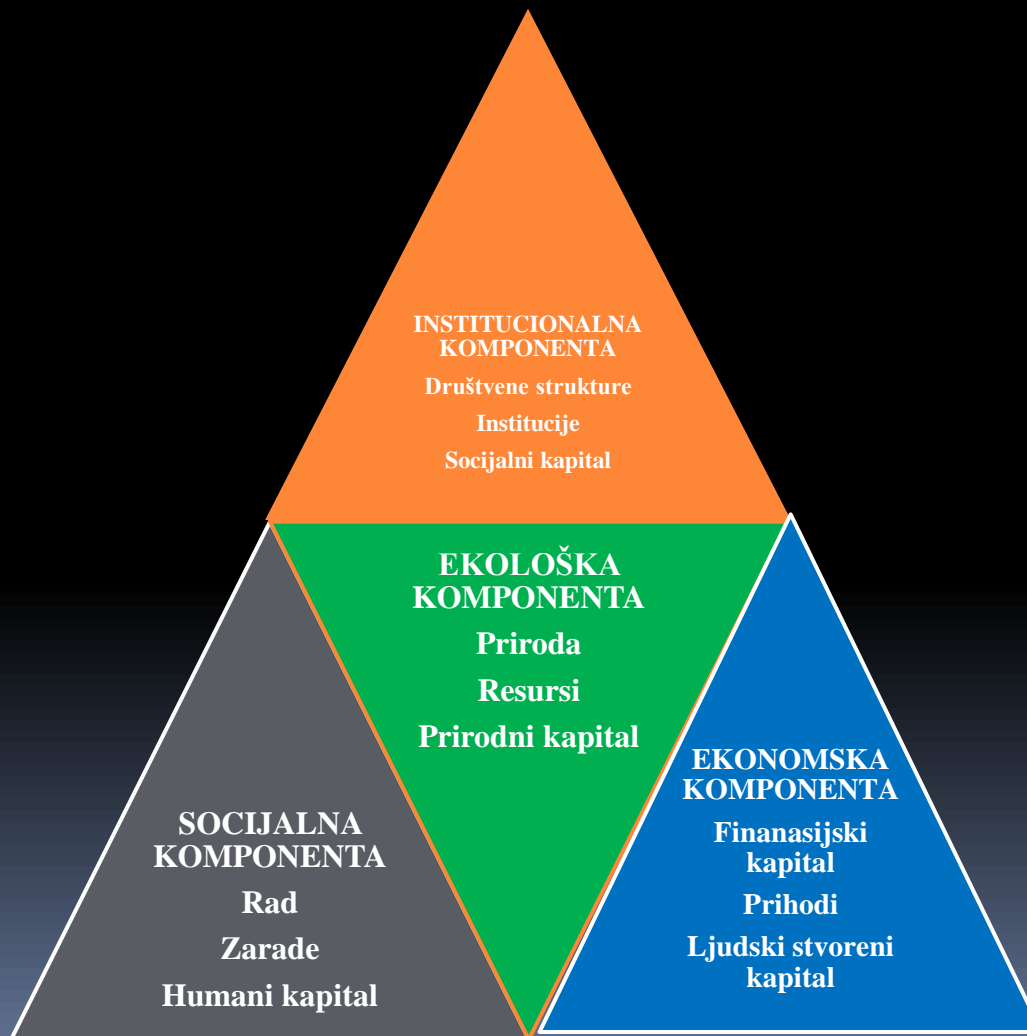 INSTITUCIONALNA
KOMPONENTA
Društvene strukture
Institucije
Socijalni kapital
EKOLOŠKA
KOMPONENTA
Priroda
Resursi
Prirodni kapital
SOCIJALNA
KOMPONENTA
Rad
Zarade
Humani kapital
EKONOMSKA
KOMPONENTA
Finanasijski
kapital
Prihodi
Ljudski stvoreni
kapital